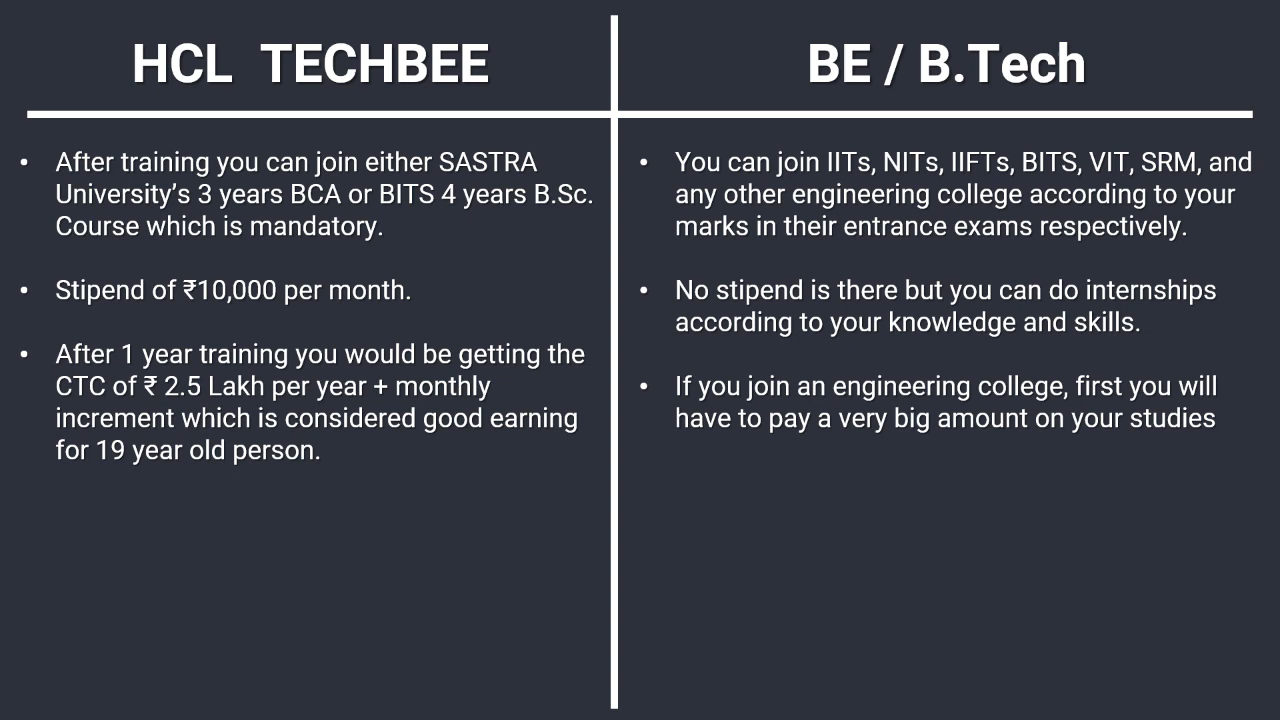 HCL TECHBEE
• After training you can join either SASTRA
University's 3 years BCA or BITS 4 years B.Sc.
Course which is mandatory.
• Stipend of ₹10,000 per month.
• After 1 year training you would be getting the
CTC of ₹ 2.5 Lakh per year + monthly
increment which is considered good earning
for 19 year old person.
BE / B.Tech
• You can join IITs, NITs, IIFTs, BITS, VIT, SRM, and
any other engineering college according to your
marks in their entrance exams respectively.
• No stipend is there but you can do internships
according to your knowledge and skills.
• If you join an engineering college, first you will
have to pay a very big amount on your studies